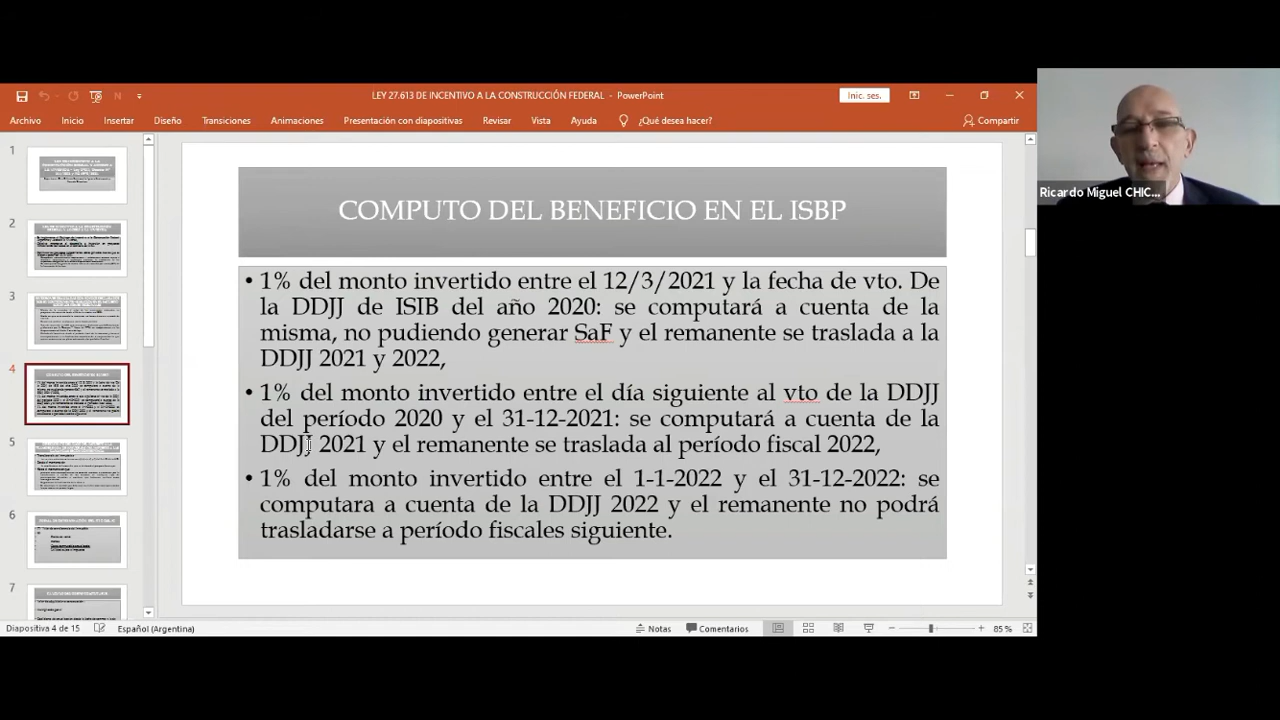 LEY 27.613 DE INCENTIVO A LA CONSTRUCCIÓN FEDERAL - PowerPoint
Inic. ses.
Archivo Inicio Insertar Diseño Transiciones Animaciones Presentación con diapositivas Revisar Vista Ayuda ¿Qué desea hacer? Compartir
Ricardo Miguel CHIC...
1
2
3
4
5
6
7
COMPUTO DEL BENEFICIO EN EL ISBP
• 1% del monto invertido entre el 12/3/2021 y la fecha de vto. De
la DDJJ de ISIB del año 2020: se computará a cuenta de la
misma, no pudiendo generar SaF y el remanente se traslada a la
DDJJ 2021 y 2022,
• 1% del monto invertido entre el día siguiente al vto de la DDJJ
del período 2020 y el 31-12-2021: se computará a cuenta de la
DDJJ 2021 y el remanente se traslada al período fiscal 2022,
• 1% del monto invertido entre el 1-1-2022 y el 31-12-2022: se
computara a cuenta de la DDJJ 2022 y el remanente no podrá
trasladarse a período fiscales siguiente.
Diapositiva 4 de 15 Español (Argentina) Notas Comentarios 85 %